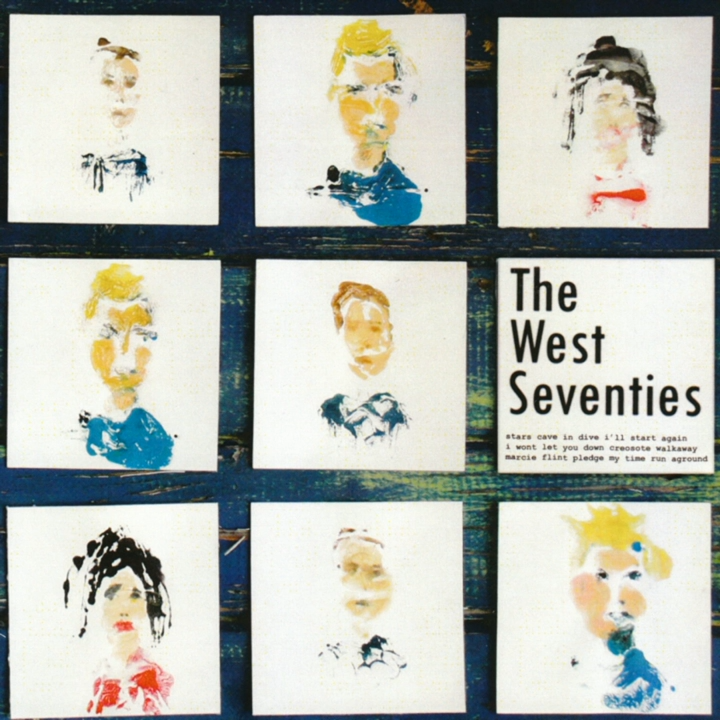 The
West
Seventies
stars cave in dive i'll start again
i wont let you down creosote walkaway
marcie flint pledge my time run aground